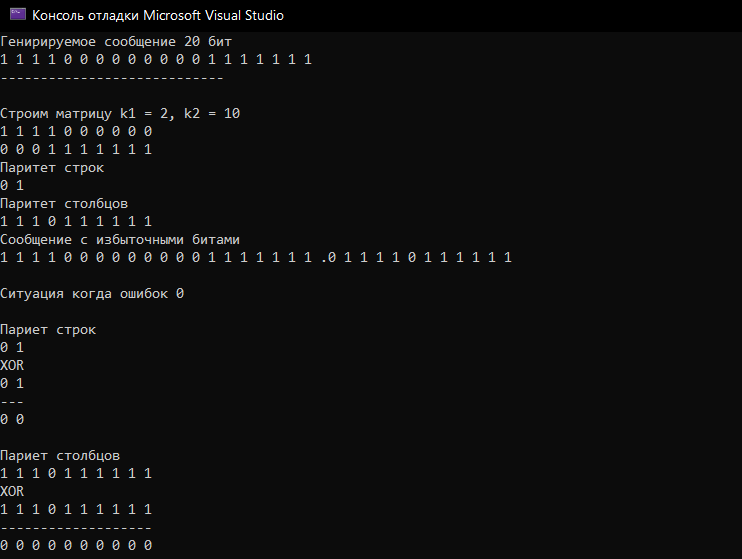 Консоль отладки Microsoft Visual Studio
Генирируемое сообщение 20 бит
1 1 1 1 0 0 0 0 0 0 0 0 0 1 1 1 1 1 1 1
----------------------------
Строим матрицу k1 = 2, k2 = 10
1 1 1 1 0 0 0 0 0 0
0 0 0 1 1 1 1 1 1 1
Паритет строк
0 1
Паритет столбцов
1 1 1 0 1 1 1 1 1 1
Сообщение с избыточными битами
1 1 1 1 0 0 0 0 0 0 0 0 0 1 1 1 1 1 1 1 .0 1 1 1 1 0 1 1 1 1 1 1
Ситуация когда ошибок 0
Париет строк
0 1
XOR
0 1
---
0 0
Париет столбцов
1 1 1 0 1 1 1 1 1 1
XOR
1 1 1 0 1 1 1 1 1 1
-------------------
0 0 0 0 0 0 0 0 0 0